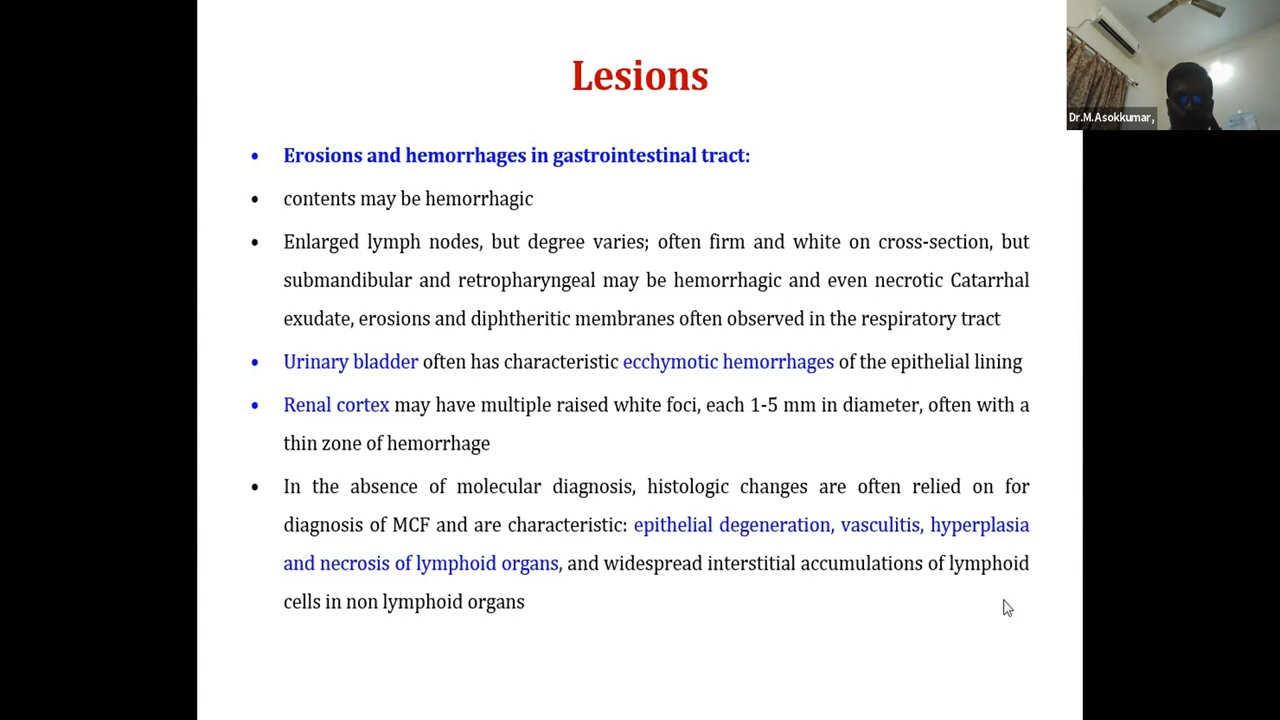 Lesions
Dr.M.Asokkumar,
• Erosions and hemorrhages in gastrointestinal tract:
• contents may be hemorrhagic
• Enlarged lymph nodes, but degree varies; often firm and white on cross-section, but
submandibular and retropharyngeal may be hemorrhagic and even necrotic Catarrhal
exudate, erosions and diphtheritic membranes often observed in the respiratory tract
• Urinary bladder often has characteristic ecchymotic hemorrhages of the epithelial lining
• Renal cortex may have multiple raised white foci, each 1-5 mm in diameter, often with a
thin zone of hemorrhage
• In the absence of molecular diagnosis, histologic changes are often relied on for
diagnosis of MCF and are characteristic: epithelial degeneration, vasculitis, hyperplasia
and necrosis of lymphoid organs, and widespread interstitial accumulations of lymphoid
cells in non lymphoid organs